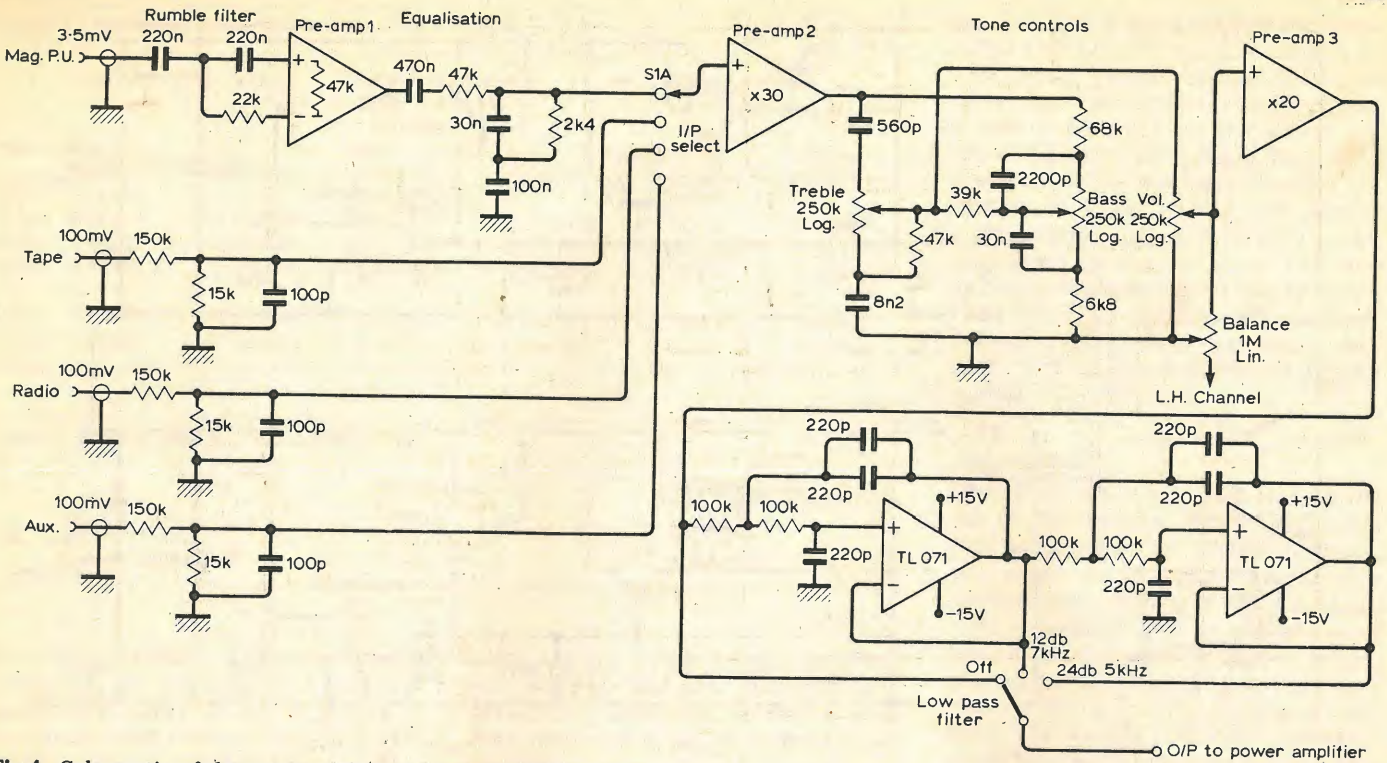 Rumble filter
Pre-amp 1
Equalisation
3·5mV
220n
220n
Mag. P.U.
+
47k
22k
−
470n
47k
30n
2k4
100n
S1A
I/P
select
Pre-amp 2
+
x30
Tone controls
Pre-amp 3
+
x20
560p
68k
2200p
Treble
250k
Log.
39k
47k
30n
Bass
250k
Log.
Vol.
250k
Log.
8n2
6k8
Balance
1M
Lin.
L.H. Channel
100mV
Tape
150k
15k
100p
100mV
Radio
150k
15k
100p
100mV
Aux.
150k
15k
100p
220p
220p
100k
100k
+
220p
TL 071
−
+15V
−15V
220p
220p
100k
100k
+
220p
TL 071
−
+15V
−15V
12db
7kHz
Off
24db 5kHz
Low pass
filter
O/P to power amplifier